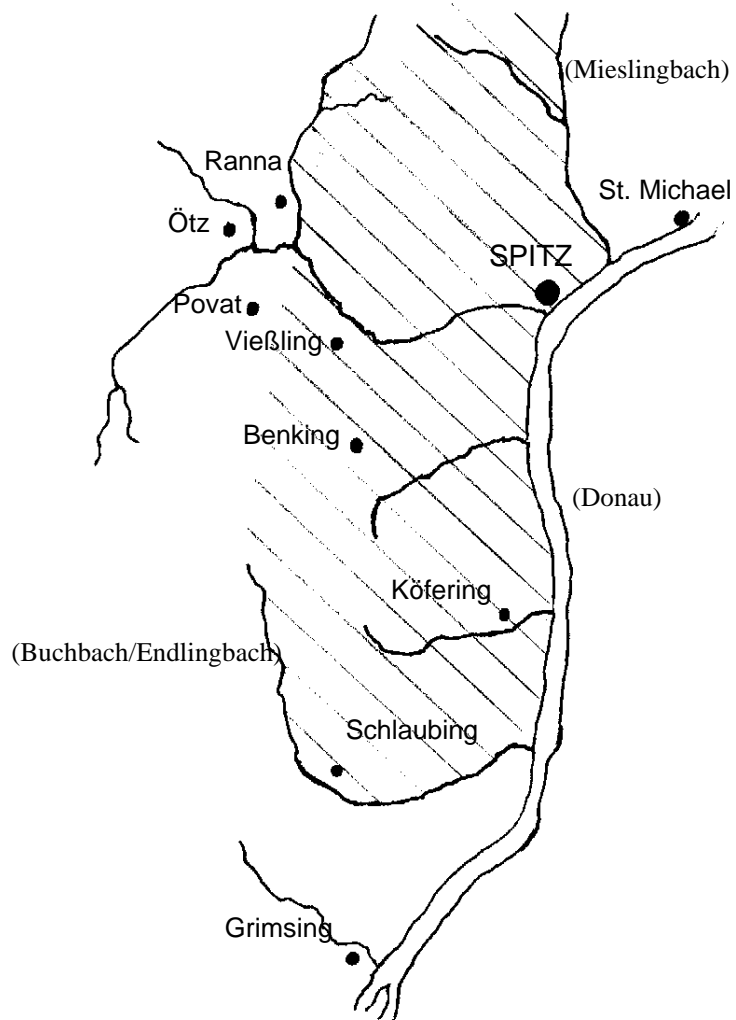 (Mieslingbach)
Ranna
St. Michael
Ötz
SPITZ
Povat
Vießling
Benking
(Donau)
Köfering
(Buchbach/Endlingbach)
Schlaubing
Grimsing